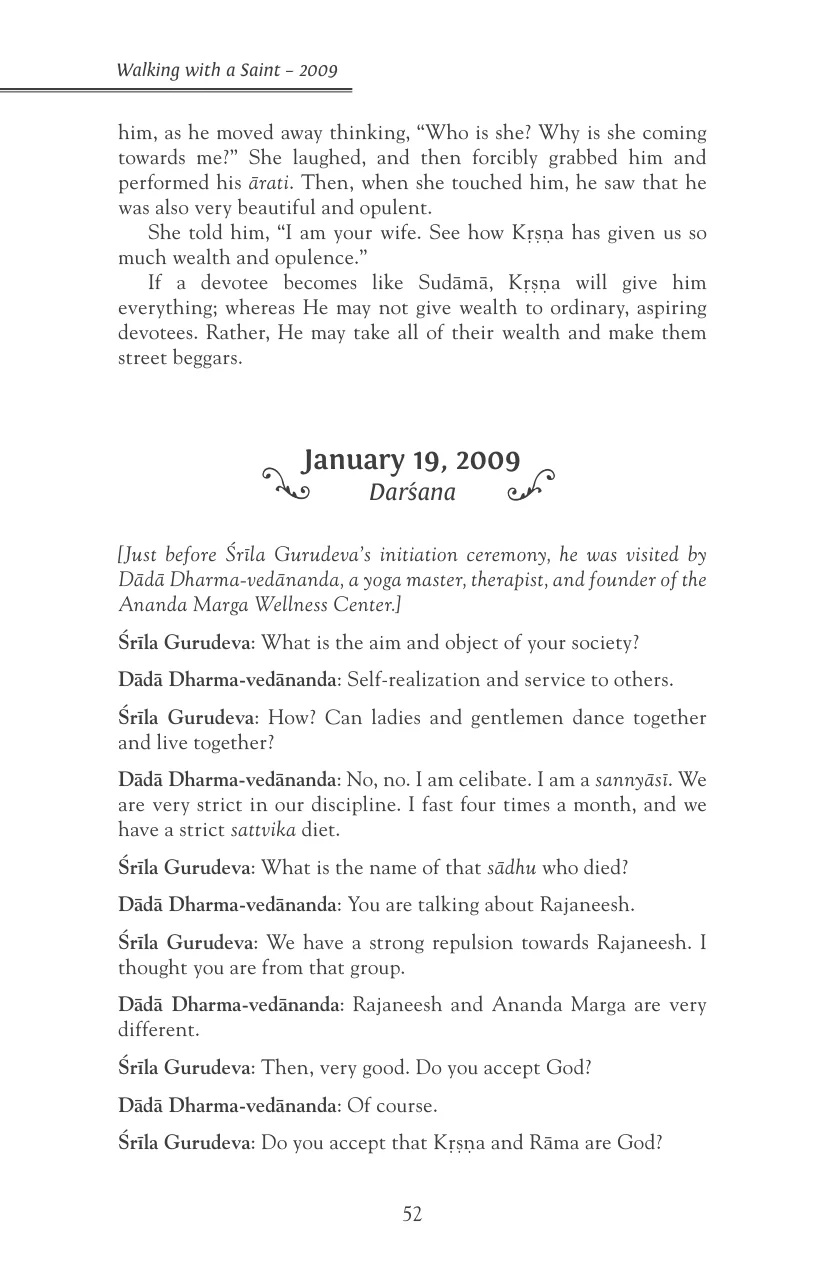 Walking with a Saint – 2009
him, as he moved away thinking, “Who is she? Why is she coming
towards me?” She laughed, and then forcibly grabbed him and
performed his ārati. Then, when she touched him, he saw that he
was also very beautiful and opulent.
She told him, “I am your wife. See how Kṛṣṇa has given us so
much wealth and opulence.”
If a devotee becomes like Sudāmā, Kṛṣṇa will give him
everything; whereas He may not give wealth to ordinary, aspiring
devotees. Rather, He may take all of their wealth and make them
street beggars.
January 19, 2009
Darśana
[Just before Śrīla Gurudeva’s initiation ceremony, he was visited by
Dādā Dharma-vedānanda, a yoga master, therapist, and founder of the
Ananda Marga Wellness Center.]
Śrīla Gurudeva: What is the aim and object of your society?
Dādā Dharma-vedānanda: Self-realization and service to others.
Śrīla Gurudeva: How? Can ladies and gentlemen dance together
and live together?
Dādā Dharma-vedānanda: No, no. I am celibate. I am a sannyāsī. We
are very strict in our discipline. I fast four times a month, and we
have a strict sattvika diet.
Śrīla Gurudeva: What is the name of that sādhu who died?
Dādā Dharma-vedānanda: You are talking about Rajaneesh.
Śrīla Gurudeva: We have a strong repulsion towards Rajaneesh. I
thought you are from that group.
Dādā Dharma-vedānanda: Rajaneesh and Ananda Marga are very
different.
Śrīla Gurudeva: Then, very good. Do you accept God?
Dādā Dharma-vedānanda: Of course.
Śrīla Gurudeva: Do you accept that Kṛṣṇa and Rāma are God?
52